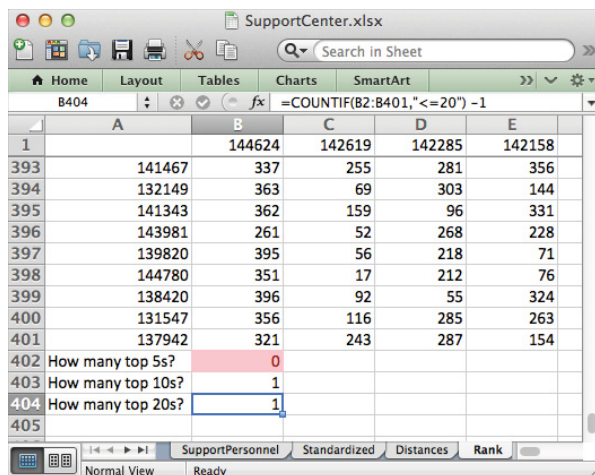 SupportCenter.xlsx
Search in Sheet
Home Layout Tables Charts SmartArt
B404 fx =COUNTIF(B2:B401,"<=20") -1
A B C D E
1 144624 142619 142285 142158
393 141467 337 255 281 356
394 132149 363 69 303 144
395 141343 362 159 96 331
396 143981 261 52 268 228
397 139820 395 56 218 71
398 144780 351 17 212 76
399 138420 396 92 55 324
400 131547 356 116 285 263
401 137942 321 243 287 154
402 How many top 5s? 0
403 How many top 10s? 1
404 How many top 20s? 1
405
SupportPersonnel Standardized Distances Rank
Normal View Ready